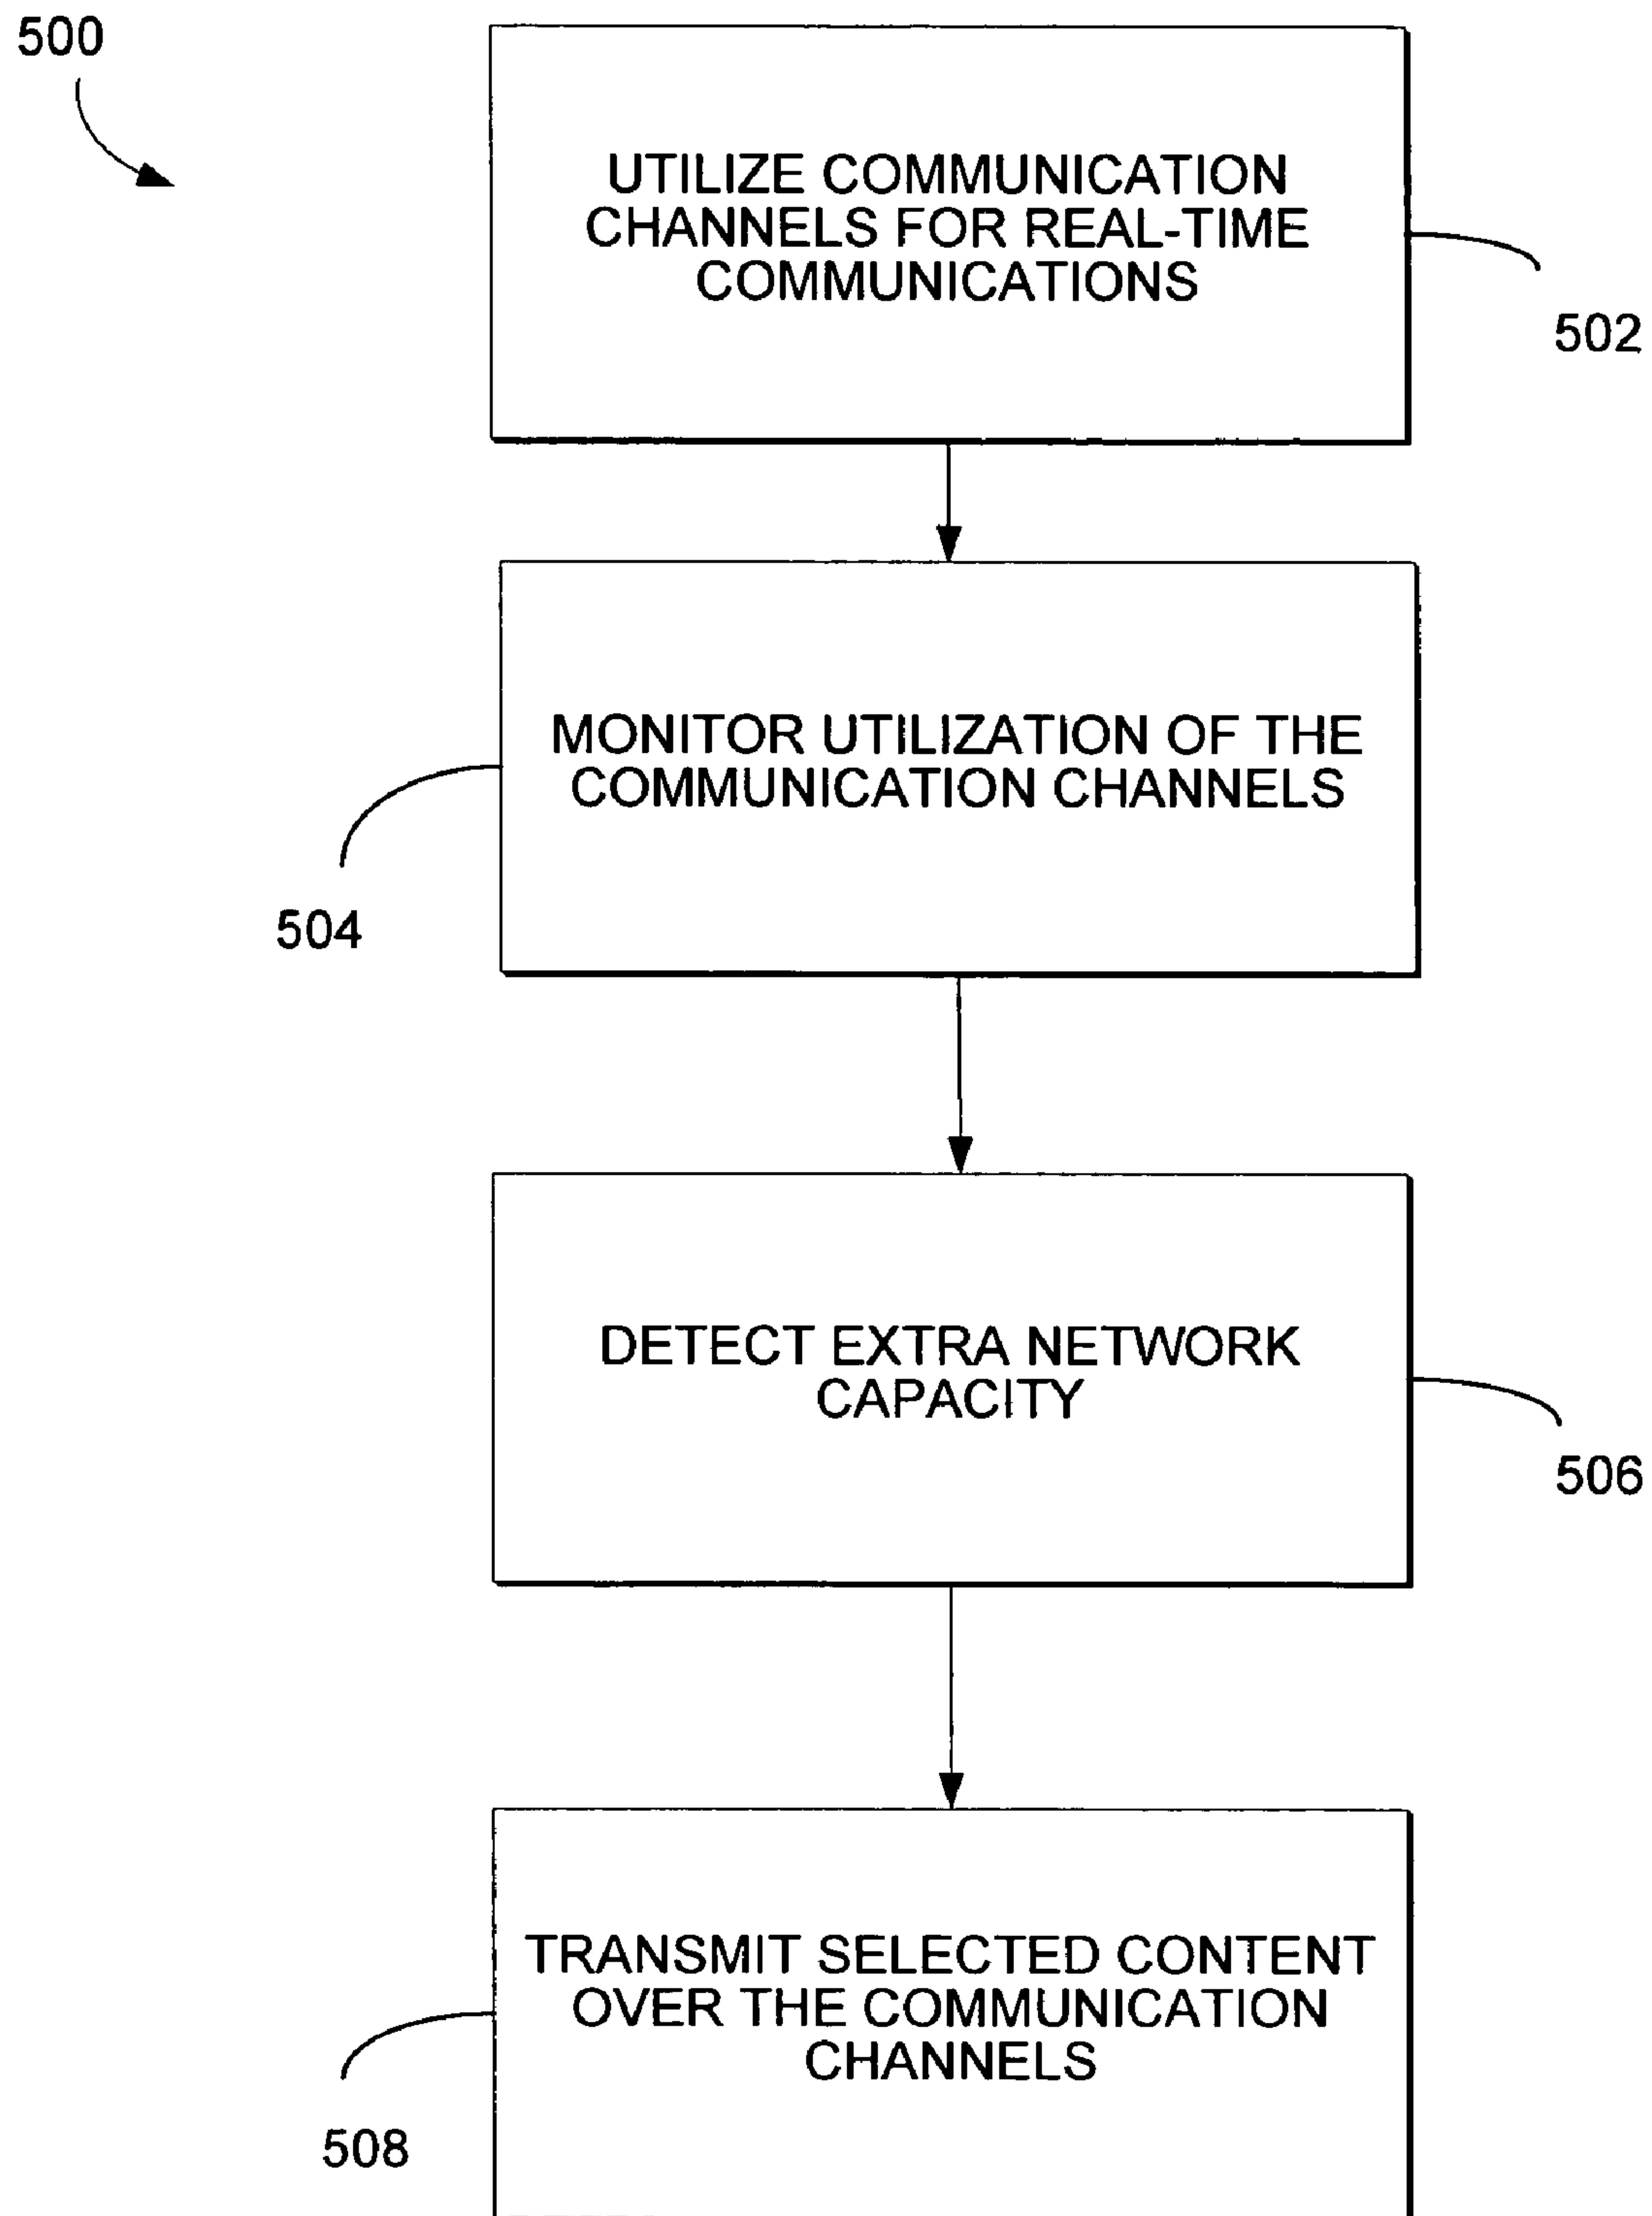 500
UTILIZE COMMUNICATION
CHANNELS FOR REAL-TIME
COMMUNICATIONS
502
MONITOR UTILIZATION OF THE
COMMUNICATION CHANNELS
504
DETECT EXTRA NETWORK
CAPACITY
506
TRANSMIT SELECTED CONTENT
OVER THE COMMUNICATION
CHANNELS
508